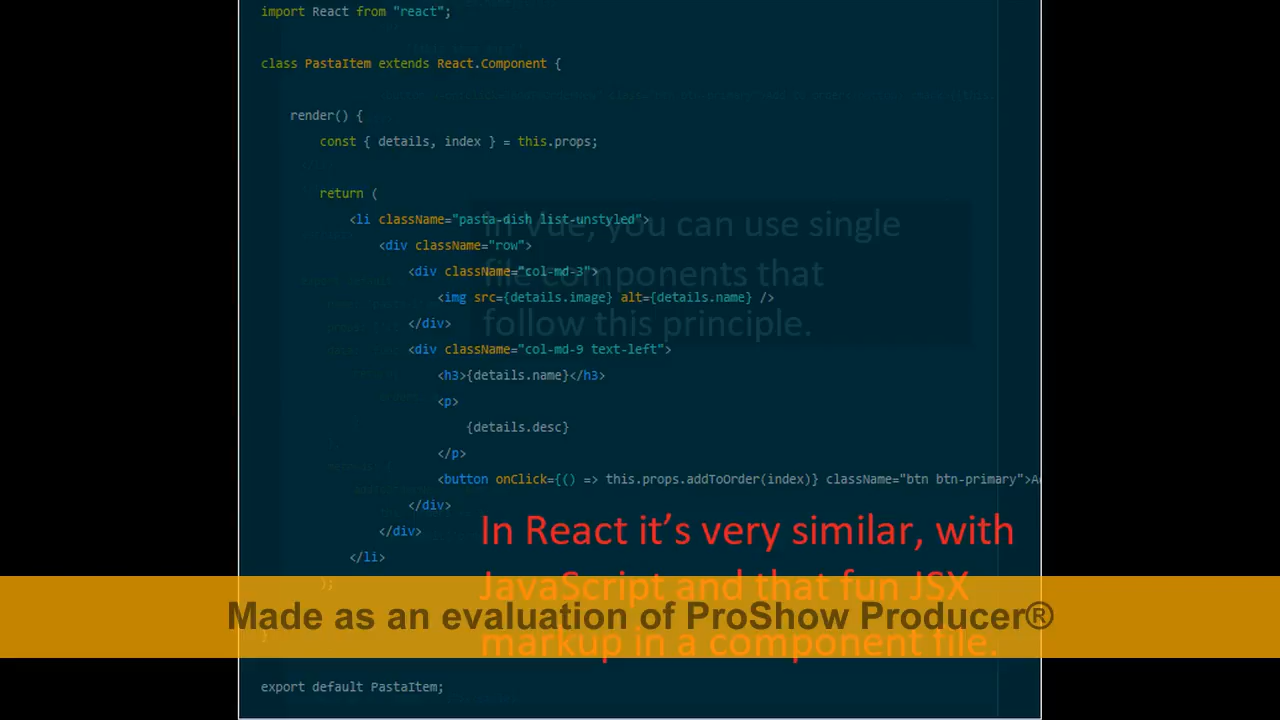 import React from "react";
class PastaItem extends React.Component {
render() {
const { details, index } = this.props;
return (
<li className="pasta-dish list-unstyled">
In Vue, you can use single
<div className="row">
<div className="col-md-3">
file components that
<img src={details.image} alt={details.name} />
</div>
follow this principle.
<div className="col-md-9 text-left">
<h3>{details.name}</h3>
<p>
{details.desc}
</p>
<button onClick={() => this.props.addToOrder(index)} className="btn btn-primary">
</div>
</div>
</li>
);
}
In React it's very similar, with
JavaScript and that fun JSX
markup in a component file.
Made as an evaluation of ProShow Producer®
export default PastaItem;